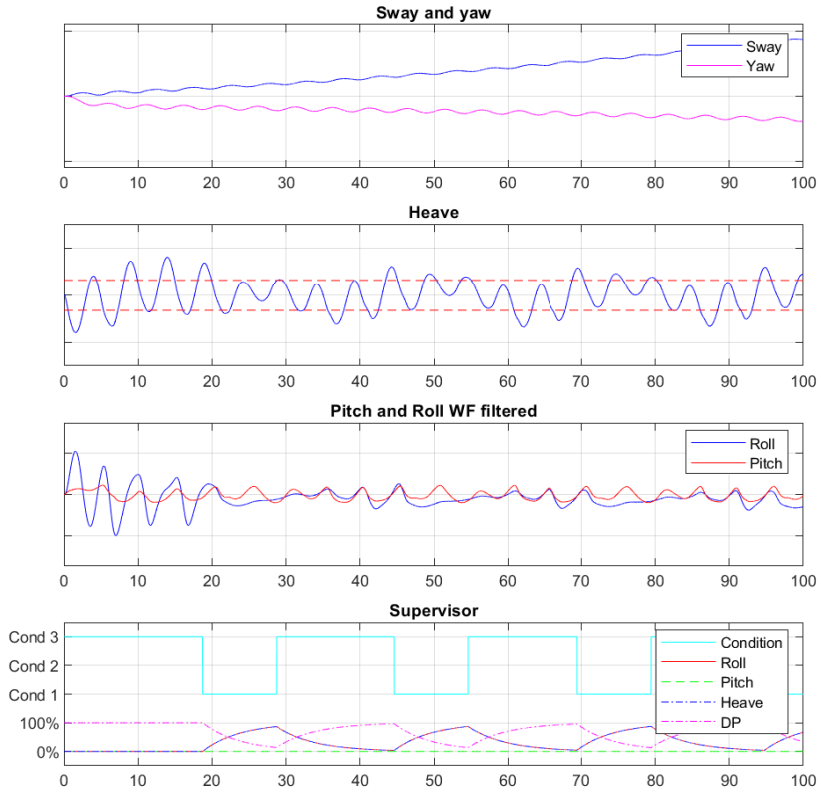 Sway and yaw
Sway
Yaw
0 10 20 30 40 50 60 70 80 90 100
Heave
0 10 20 30 40 50 60 70 80 90 100
Pitch and Roll WF filtered
Roll
Pitch
0 10 20 30 40 50 60 70 80 90 100
Supervisor
Cond 3
Cond 2
Cond 1
100%
0%
Condition
Roll
Pitch
Heave
DP
0 10 20 30 40 50 60 70 80 90 100